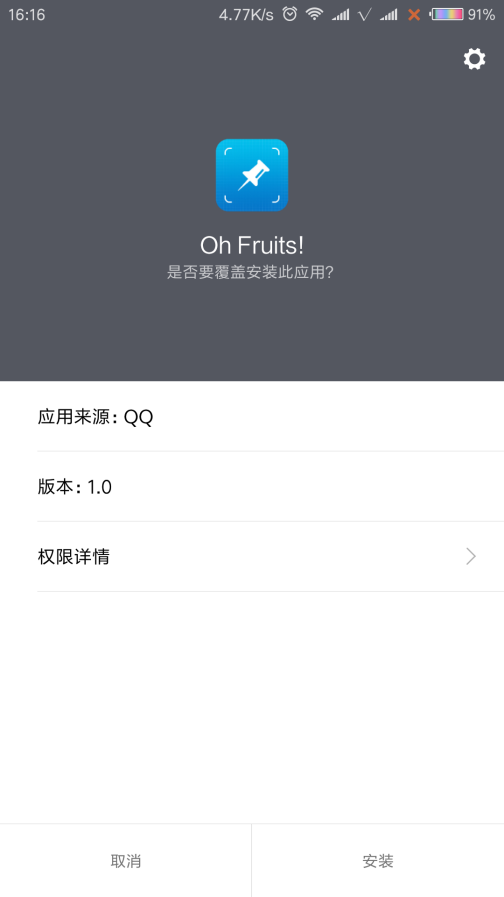 16:16 4.77K/s 91%
Oh Fruits!
是否要覆盖安装此应用?
应用来源: QQ
版本: 1.0
权限详情
取消 安装